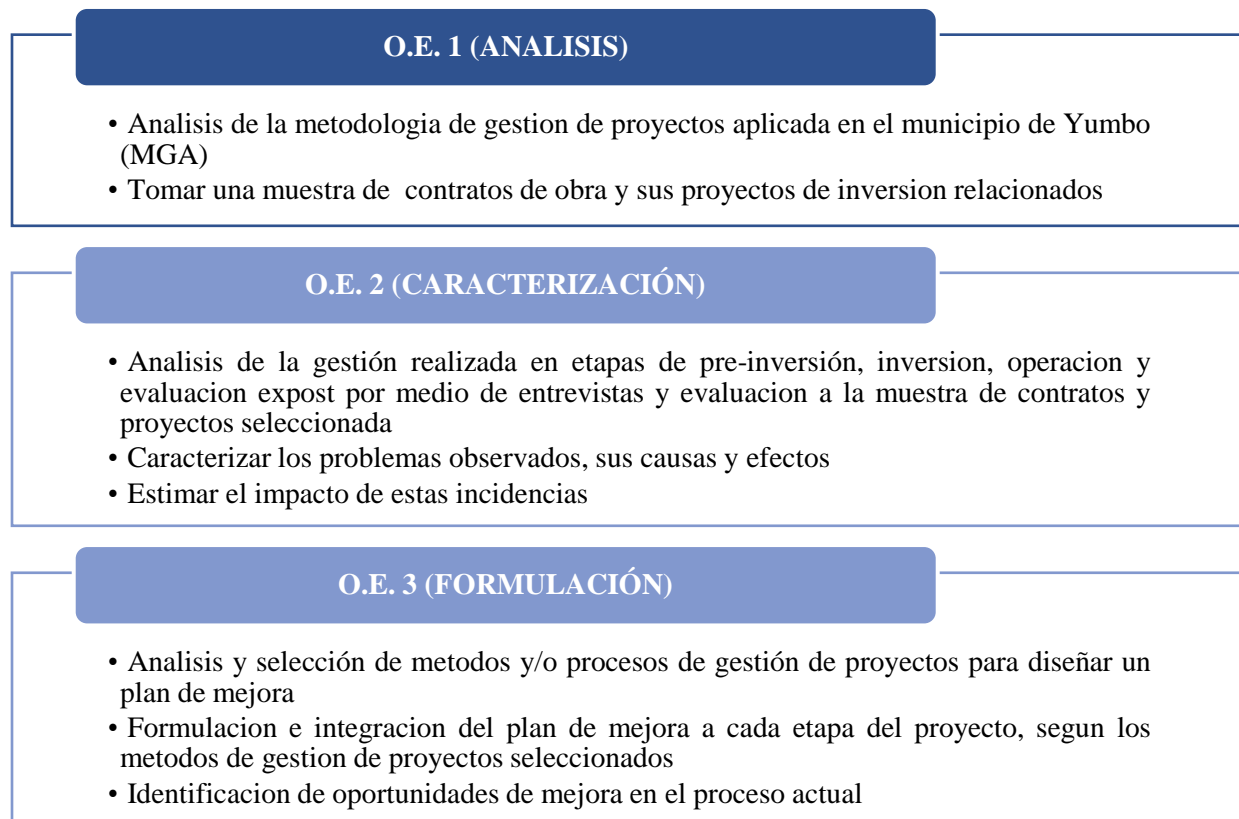 O.E. 1 (ANALISIS)
• Analisis de la metodologia de gestion de proyectos aplicada en el municipio de Yumbo
(MGA)
• Tomar una muestra de contratos de obra y sus proyectos de inversion relacionados
O.E. 2 (CARACTERIZACIÓN)
• Analisis de la gestión realizada en etapas de pre-inversión, inversion, operacion y
evaluacion expost por medio de entrevistas y evaluacion a la muestra de contratos y
proyectos seleccionada
• Caracterizar los problemas observados, sus causas y efectos
• Estimar el impacto de estas incidencias
O.E. 3 (FORMULACIÓN)
• Analisis y selección de metodos y/o procesos de gestión de proyectos para diseñar un
plan de mejora
• Formulacion e integracion del plan de mejora a cada etapa del proyecto, segun los
metodos de gestion de proyectos seleccionados
• Identificacion de oportunidades de mejora en el proceso actual